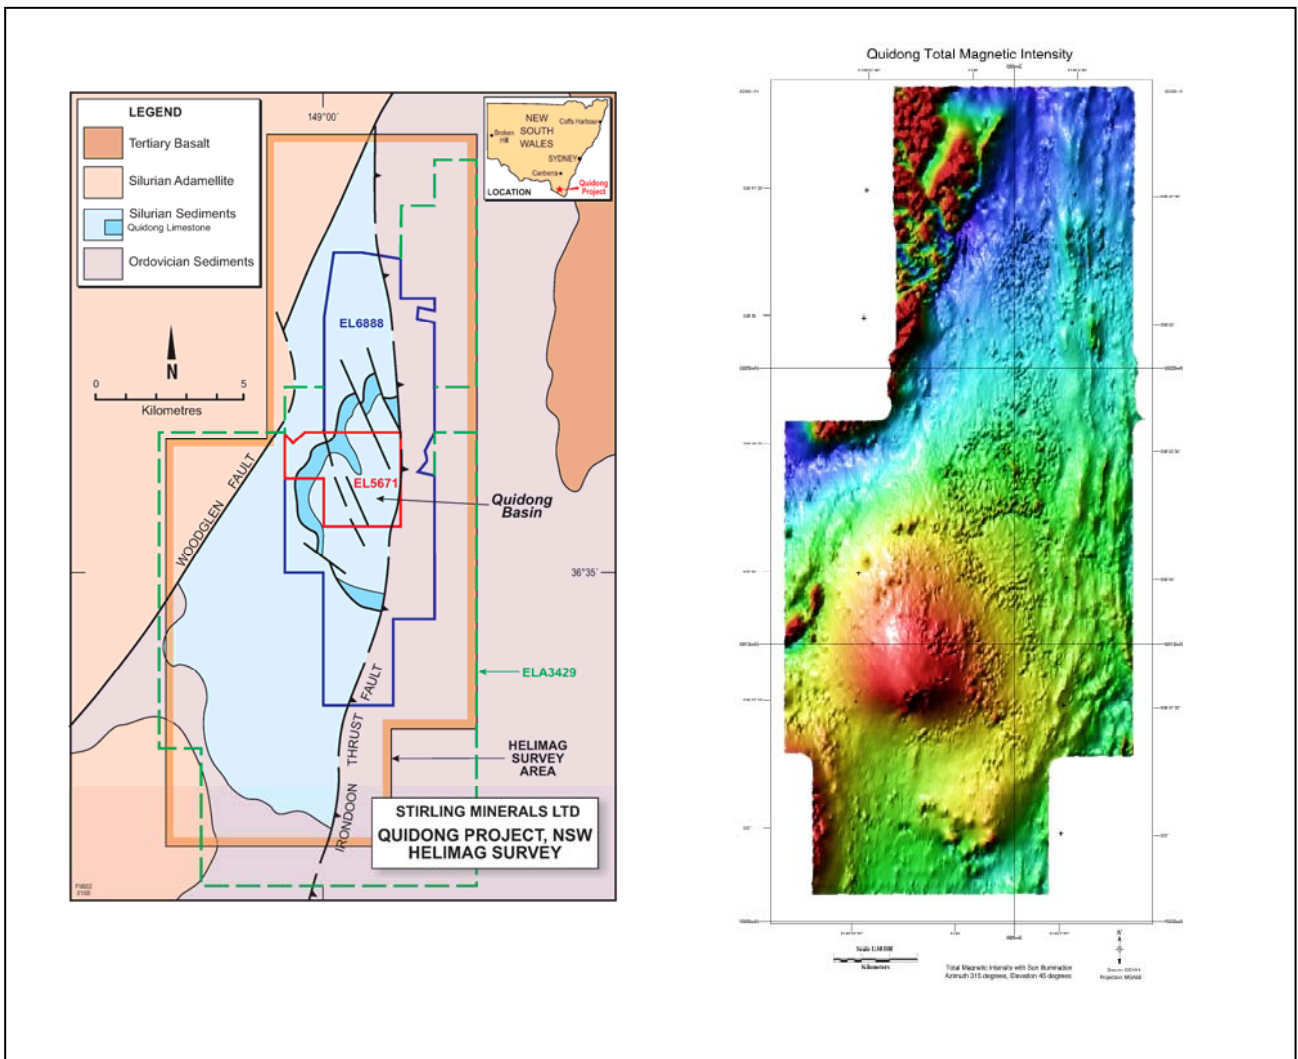 LEGEND
Tertiary Basalt
Silurian Adamellite
Silurian Sediments
Quidong Limestone
Ordovician Sediments
149°00´
NEW
SOUTH
WALES
Coffs Harbour
Broken
Hill
SYDNEY
Canberra
LOCATION
Quidong
Project
N
0
5
Kilometres
EL6888
EL5671
Quidong
Basin
WOODGLEN FAULT
36°35´
ELA3429
IRONDOON THRUST FAULT
HELIMAG
SURVEY
AREA
STIRLING MINERALS LTD
QUIDONG PROJECT, NSW
HELIMAG SURVEY
Quidong Total Magnetic Intensity
Kilometers
Total Magnetic Intensity with Sun Illumination
Azimuth 315 degrees, Elevation 45 degrees